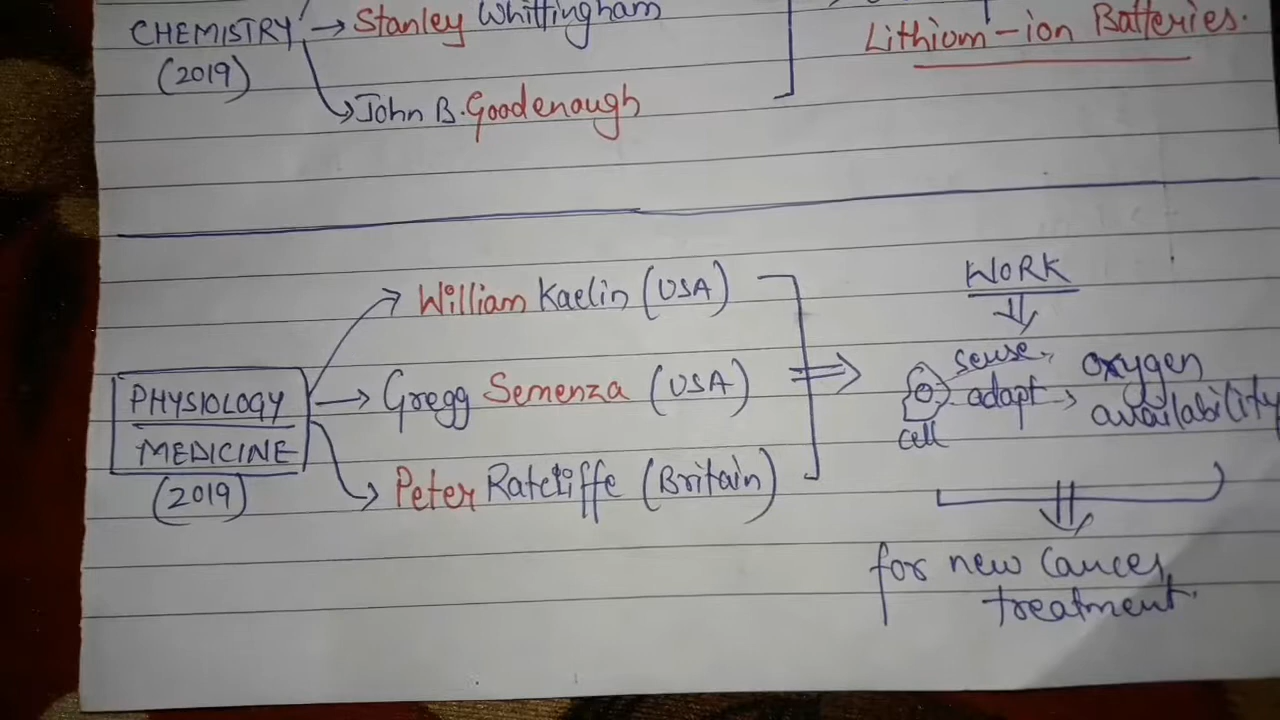 CHEMISTRY → Stanley Whittingham
(2019)
John B. Goodenough
Lithium-ion Batteries.
PHYSIOLOGY
MEDICINE
(2019)
William Kaelin (USA)
Gregg Semenza (USA)
Peter Ratcliffe (Britain)
WORK
cell
sense,
adapt
oxygen
availability
for new Cancer
treatment.